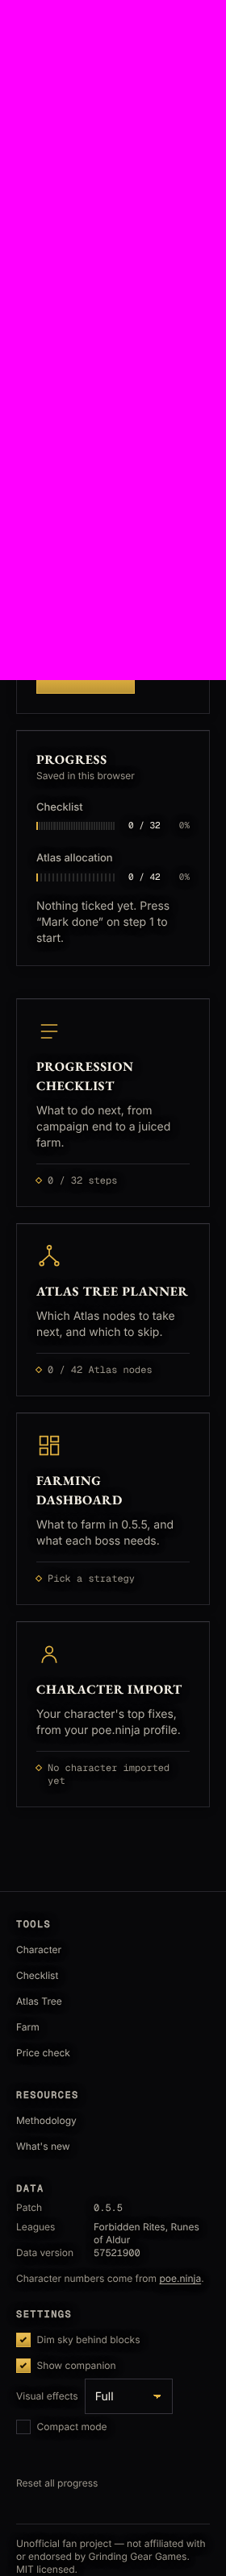 PROGRESS
Saved in this browser
Checklist
0 / 32 0%
Atlas allocation
0 / 42 0%
Nothing ticked yet. Press
“Mark done” on step 1 to
start.
PROGRESSION
CHECKLIST
What to do next, from
campaign end to a juiced
farm.
0 / 32 steps
ATLAS TREE PLANNER
Which Atlas nodes to take
next, and which to skip.
0 / 42 Atlas nodes
FARMING
DASHBOARD
What to farm in 0.5.5, and
what each boss needs.
Pick a strategy
CHARACTER IMPORT
Your character's top fixes,
from your poe.ninja profile.
No character imported
yet
TOOLS
Character
Checklist
Atlas Tree
Farm
Price check
RESOURCES
Methodology
What's new
DATA
Patch 0.5.5
Leagues Forbidden Rites, Runes
of Aldur
Data version 57521900
Character numbers come from poe.ninja.
SETTINGS
Dim sky behind blocks
Show companion
Visual effects Full
Compact mode
Reset all progress
Unofficial fan project — not affiliated with
or endorsed by Grinding Gear Games.
MIT licensed.